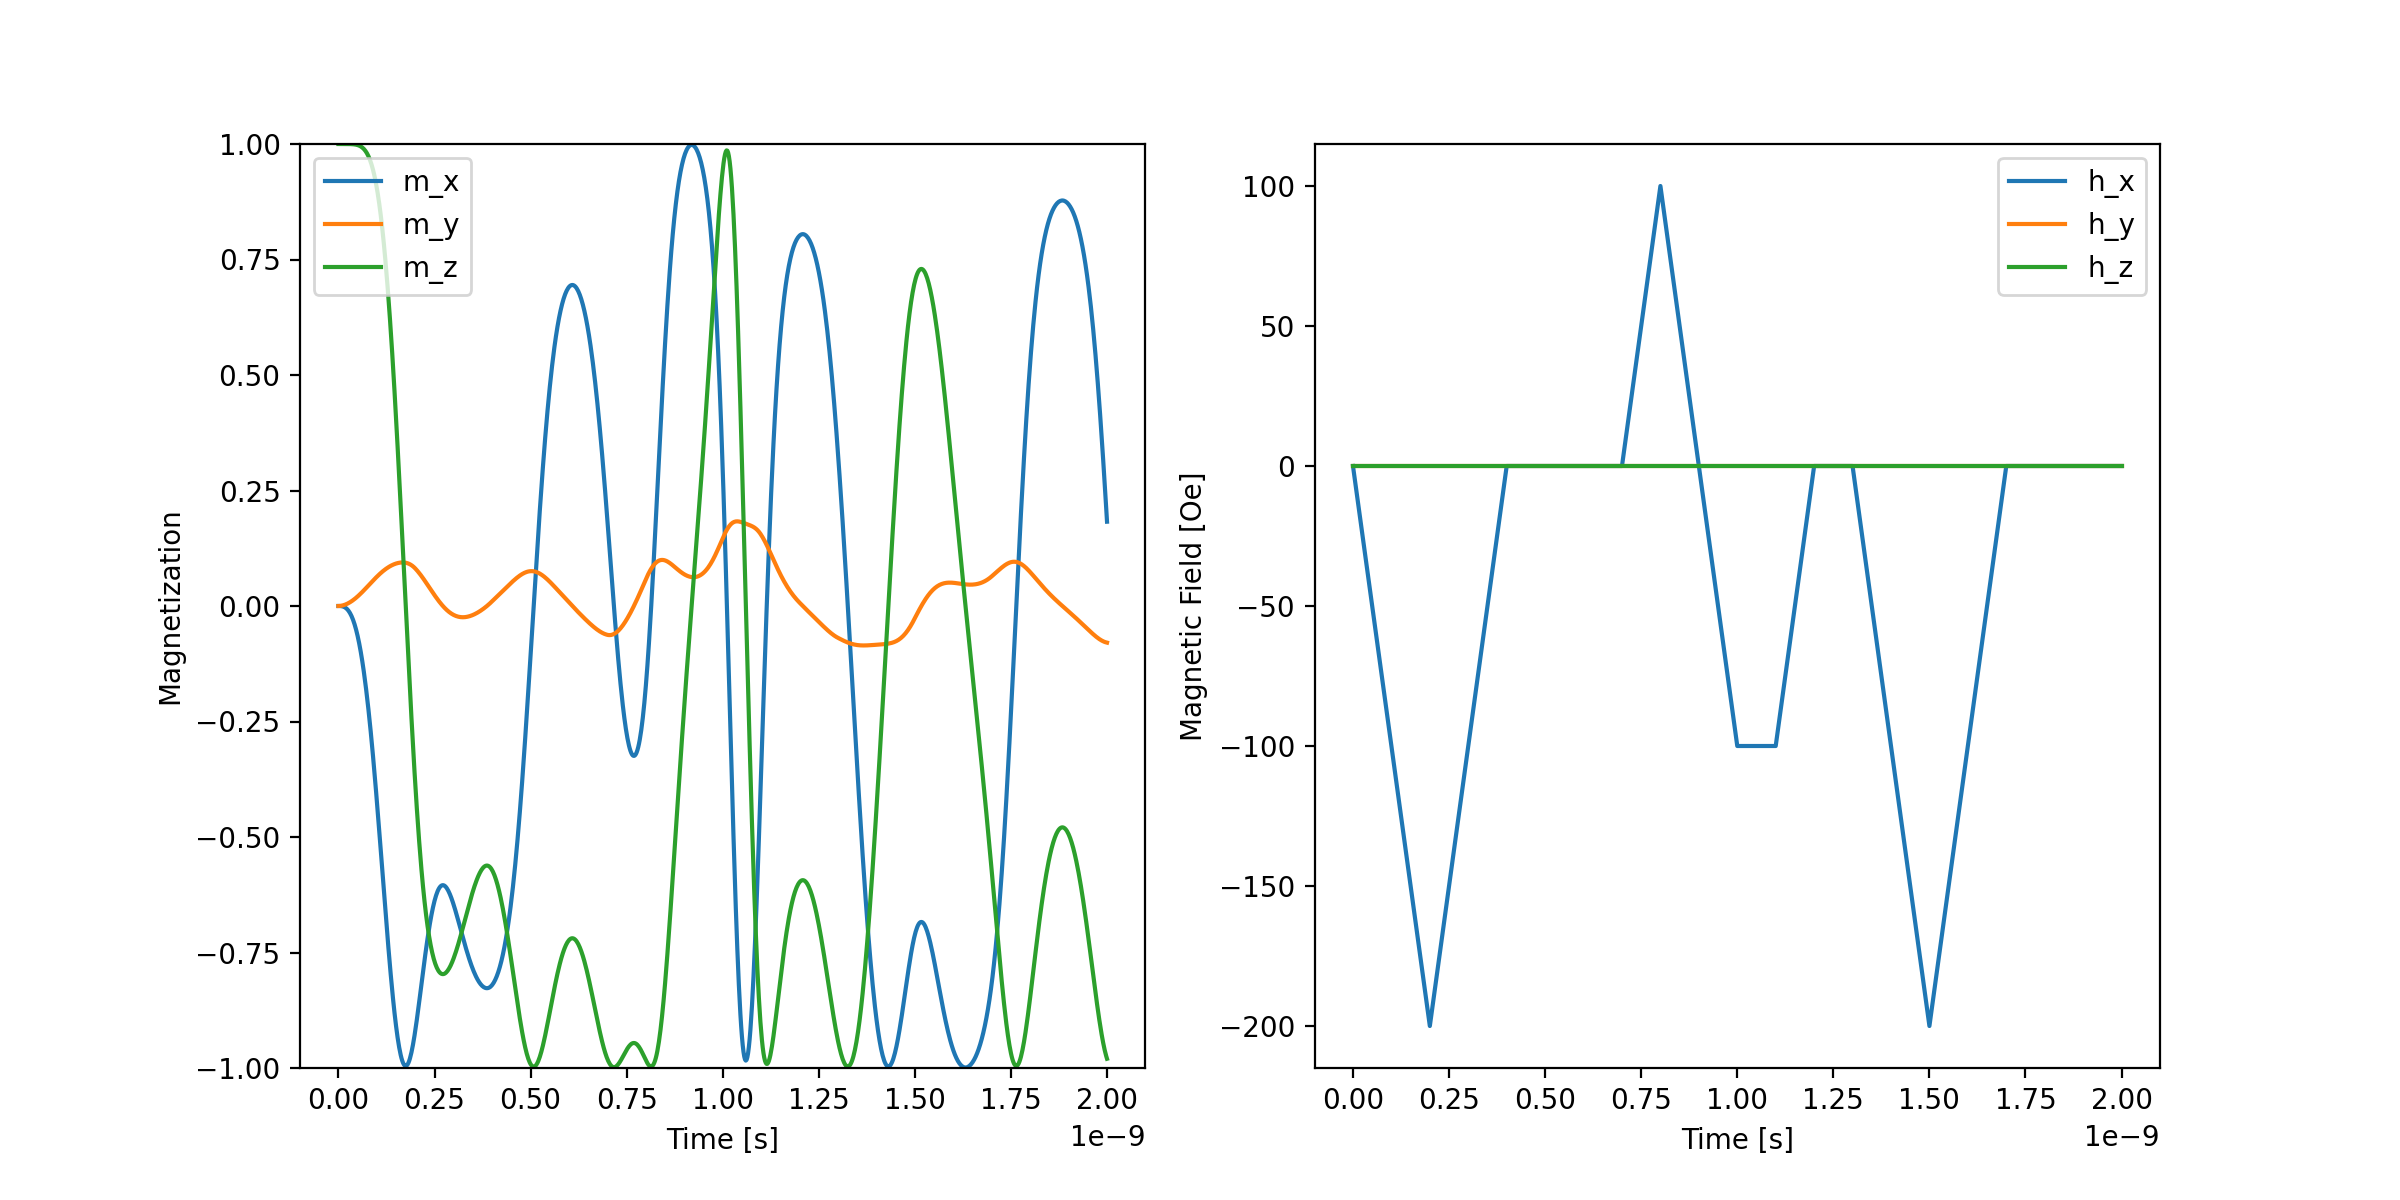 m_x
m_y
m_z
1.00
0.75
0.50
0.25
0.00
−0.25
−0.50
−0.75
−1.00
Magnetization
0.00 0.25 0.50 0.75 1.00 1.25 1.50 1.75 2.00
Time [s]
1e−9
h_x
h_y
h_z
100
50
0
−50
−100
−150
−200
Magnetic Field [Oe]
0.00 0.25 0.50 0.75 1.00 1.25 1.50 1.75 2.00
Time [s]
1e−9